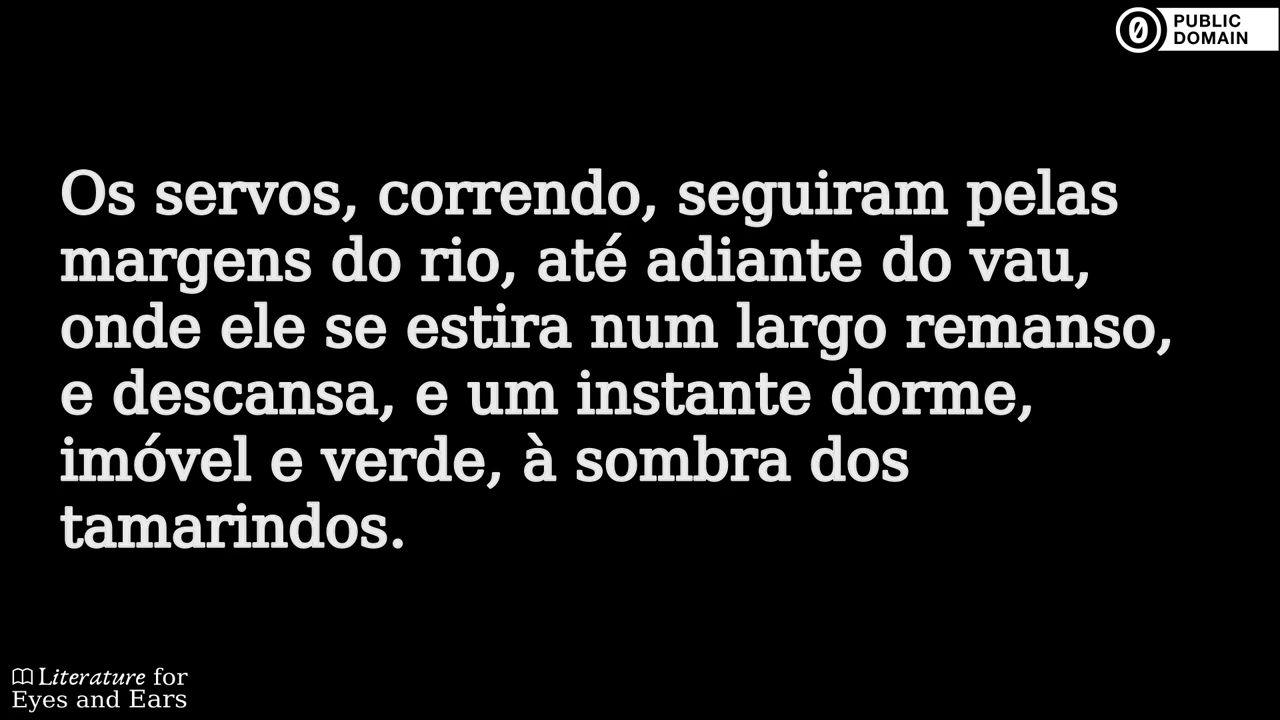 PUBLIC
DOMAIN
Os servos, correndo, seguiram pelas
margens do rio, até adiante do vau,
onde ele se estira num largo remanso,
e descansa, e um instante dorme,
imóvel e verde, à sombra dos
tamarindos.
Literature for
Eyes and Ears